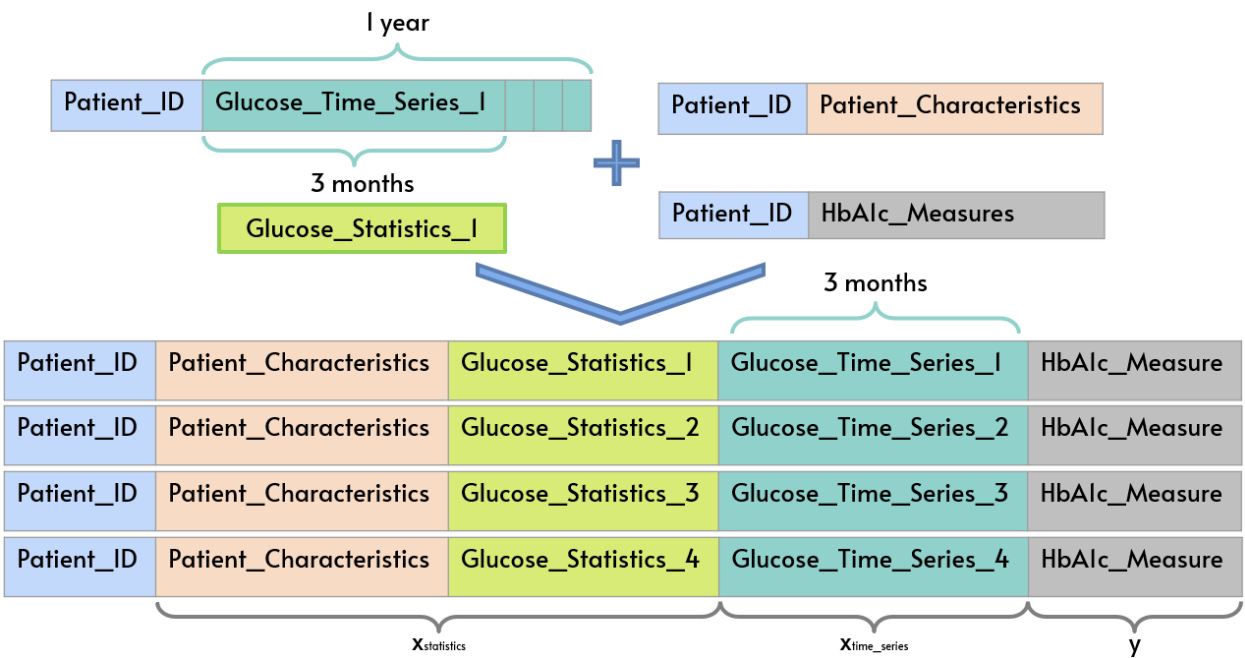 1 year
Patient_ID Glucose_Time_Series_1
Patient_ID Patient_Characteristics
3 months
Glucose_Statistics_1
Patient_ID HbA1c_Measures
3 months
Patient_ID Patient_Characteristics Glucose_Statistics_1 Glucose_Time_Series_1 HbA1c_Measure
Patient_ID Patient_Characteristics Glucose_Statistics_2 Glucose_Time_Series_2 HbA1c_Measure
Patient_ID Patient_Characteristics Glucose_Statistics_3 Glucose_Time_Series_3 HbA1c_Measure
Patient_ID Patient_Characteristics Glucose_Statistics_4 Glucose_Time_Series_4 HbA1c_Measure
xstatistics xtime_series y